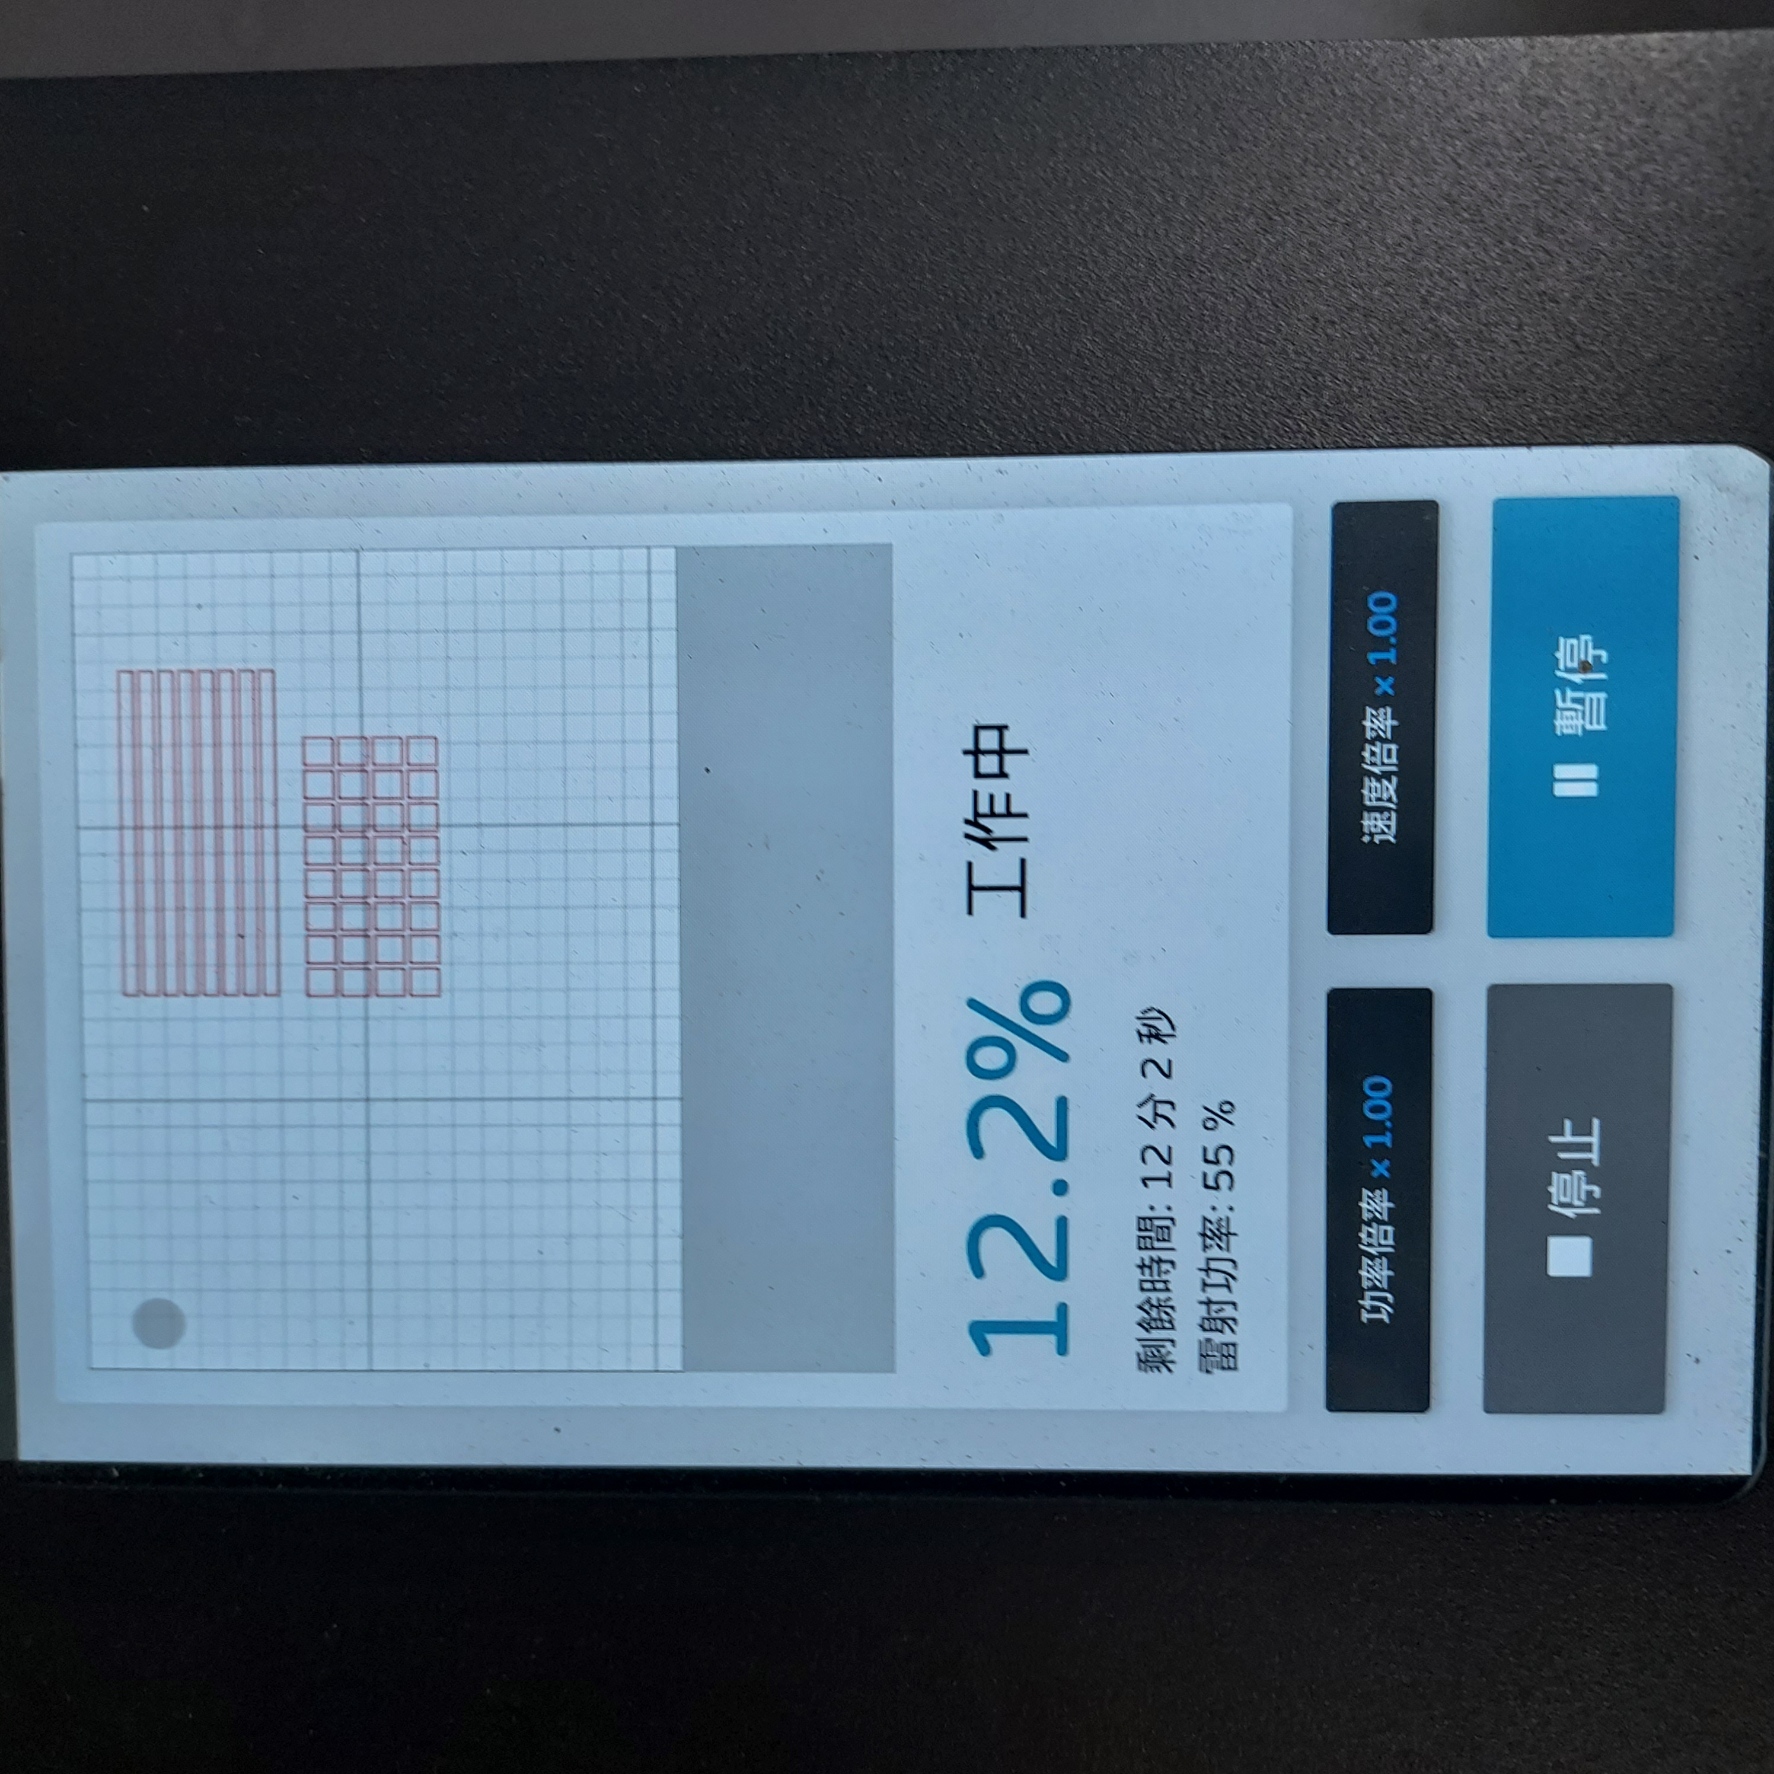 12.2% 工作中
剩餘時間: 12 分 2 秒
雷射功率: 55 %
功率倍率 x 1.00
速度倍率 x 1.00
停止
暫停